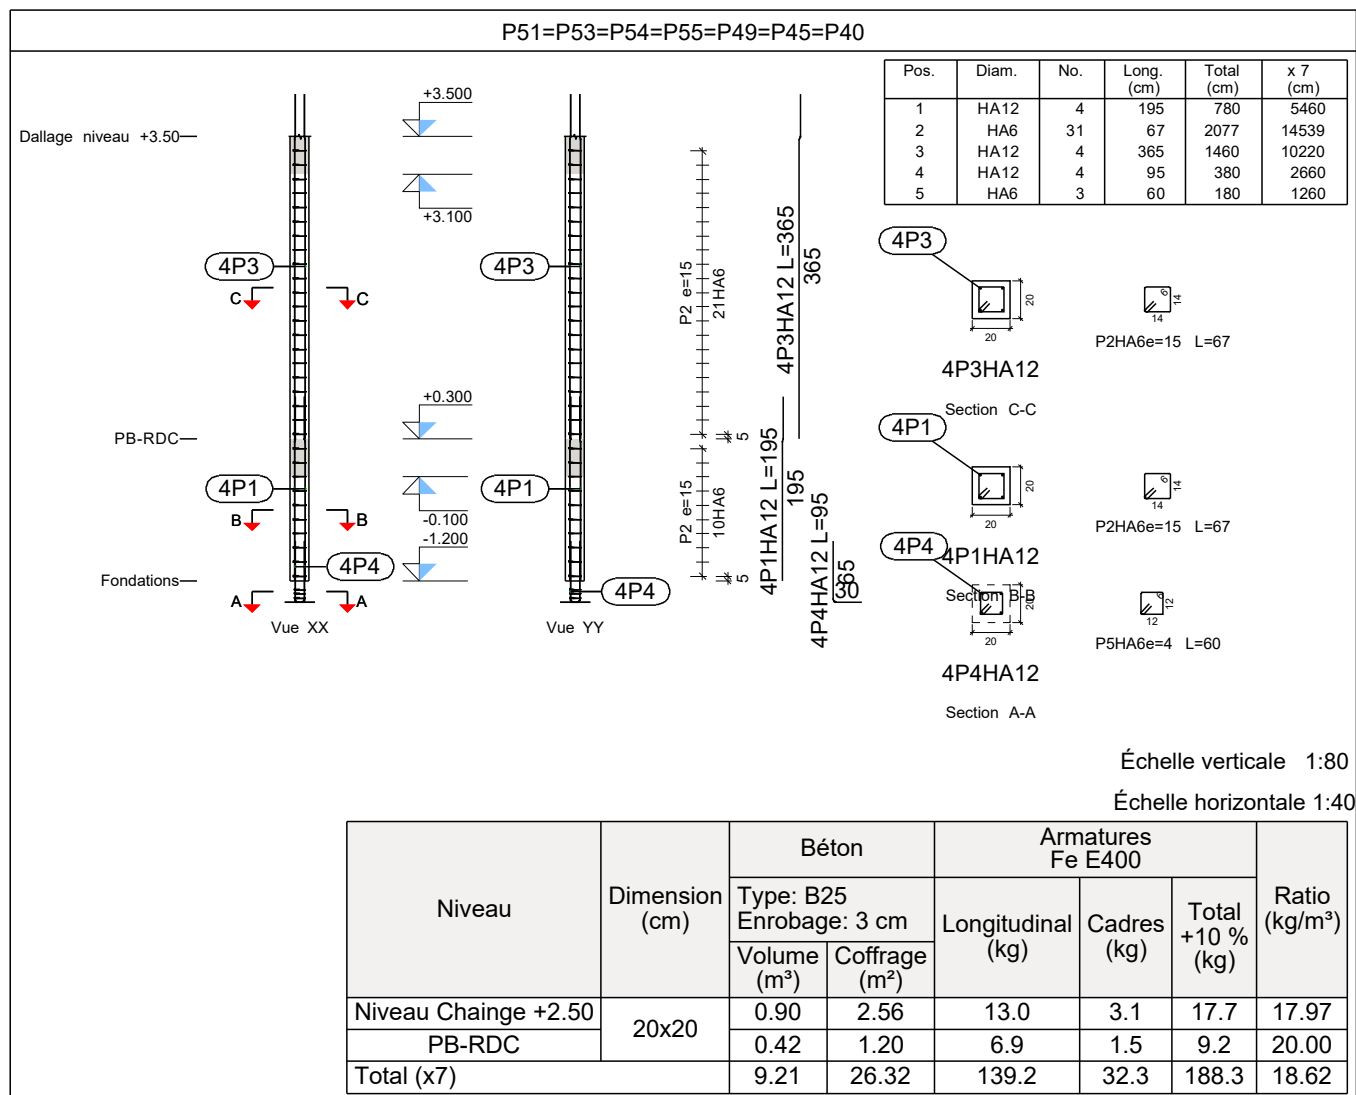 P51=P53=P54=P55=P49=P45=P40
Pos. Diam. No. Long. (cm) Total (cm) x 7 (cm)
1 HA12 4 195 780 5460
2 HA6 31 67 2077 14539
3 HA12 4 365 1460 10220
4 HA12 4 95 380 2660
5 HA6 3 60 180 1260
Dallage niveau +3.50
PB-RDC
Fondations
4P3
C C
4P1
B B
4P4
A A
Vue XX
+3.500
+3.100
+0.300
-0.100
-1.200
4P3
4P1
4P4
Vue YY
P2 e=15
21HA6
5
P2 e=15
10HA6
5
4P3HA12 L=365
365
4P1HA12 L=195
195
4P4HA12 L=95
65
30
4P3
20
20
4P3HA12
Section C-C
6
14
14
P2HA6e=15 L=67
4P1
20
20
4P1HA12
Section B-B
6
14
14
P2HA6e=15 L=67
4P4
20
20
4P4HA12
Section A-A
6
12
12
P5HA6e=4 L=60
Échelle verticale 1:80
Échelle horizontale 1:40
Niveau
Dimension (cm)
Béton
Type: B25
Enrobage: 3 cm
Volume (m³)
Coffrage (m²)
Armatures
Fe E400
Longitudinal (kg)
Cadres (kg)
Total +10 % (kg)
Ratio (kg/m³)
Niveau Chainge +2.50 20x20 0.90 2.56 13.0 3.1 17.7 17.97
PB-RDC 0.42 1.20 6.9 1.5 9.2 20.00
Total (x7) 9.21 26.32 139.2 32.3 188.3 18.62